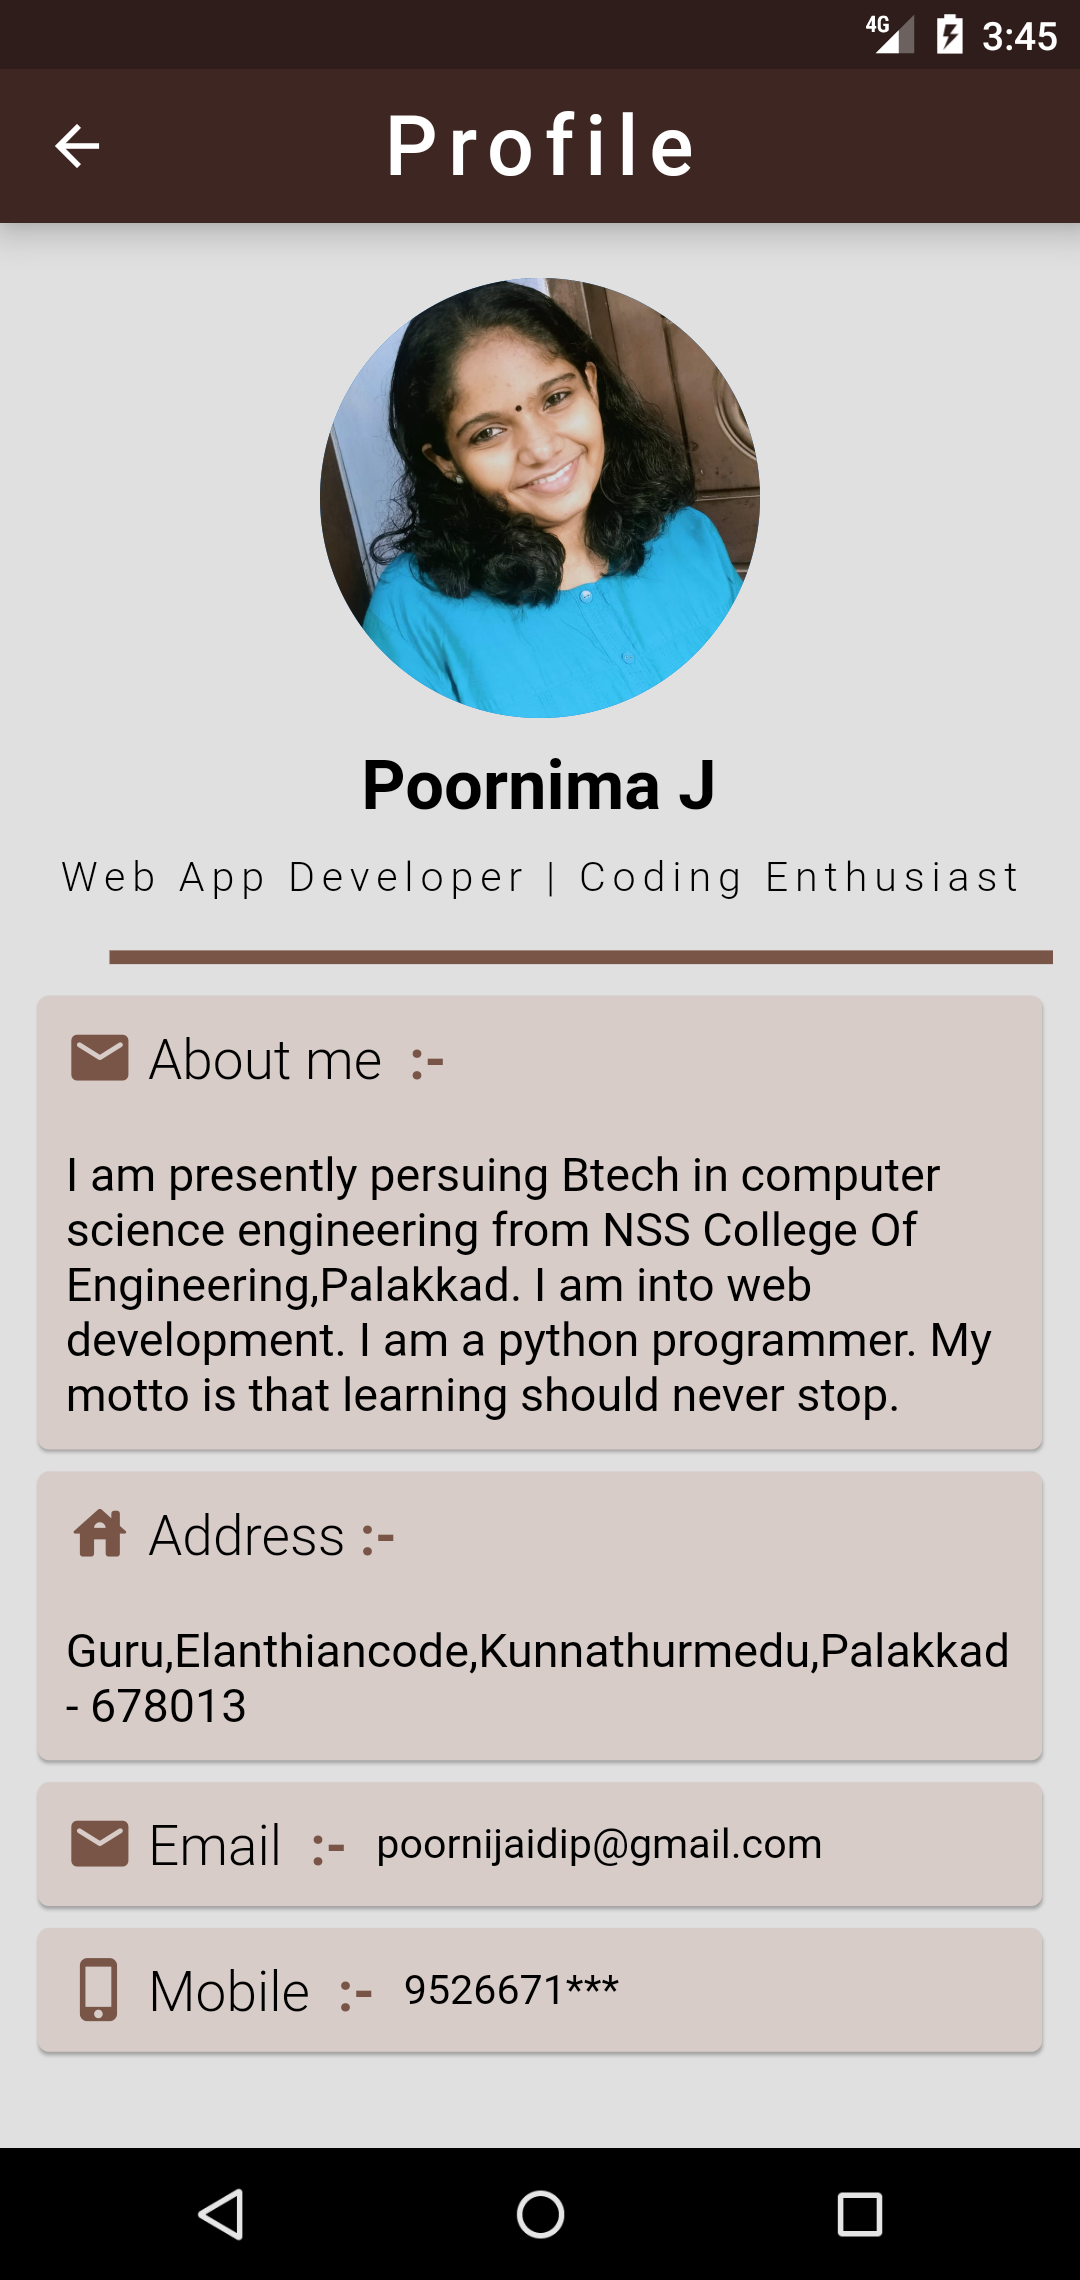 4G 3:45
Profile
Poornima J
Web App Developer | Coding Enthusiast
About me :-
I am presently persuing Btech in computer
science engineering from NSS College Of
Engineering,Palakkad. I am into web
development. I am a python programmer. My
motto is that learning should never stop.
Address :-
Guru,Elanthiancode,Kunnathurmedu,Palakkad
- 678013
Email :- poornijaidip@gmail.com
Mobile :- 9526671***